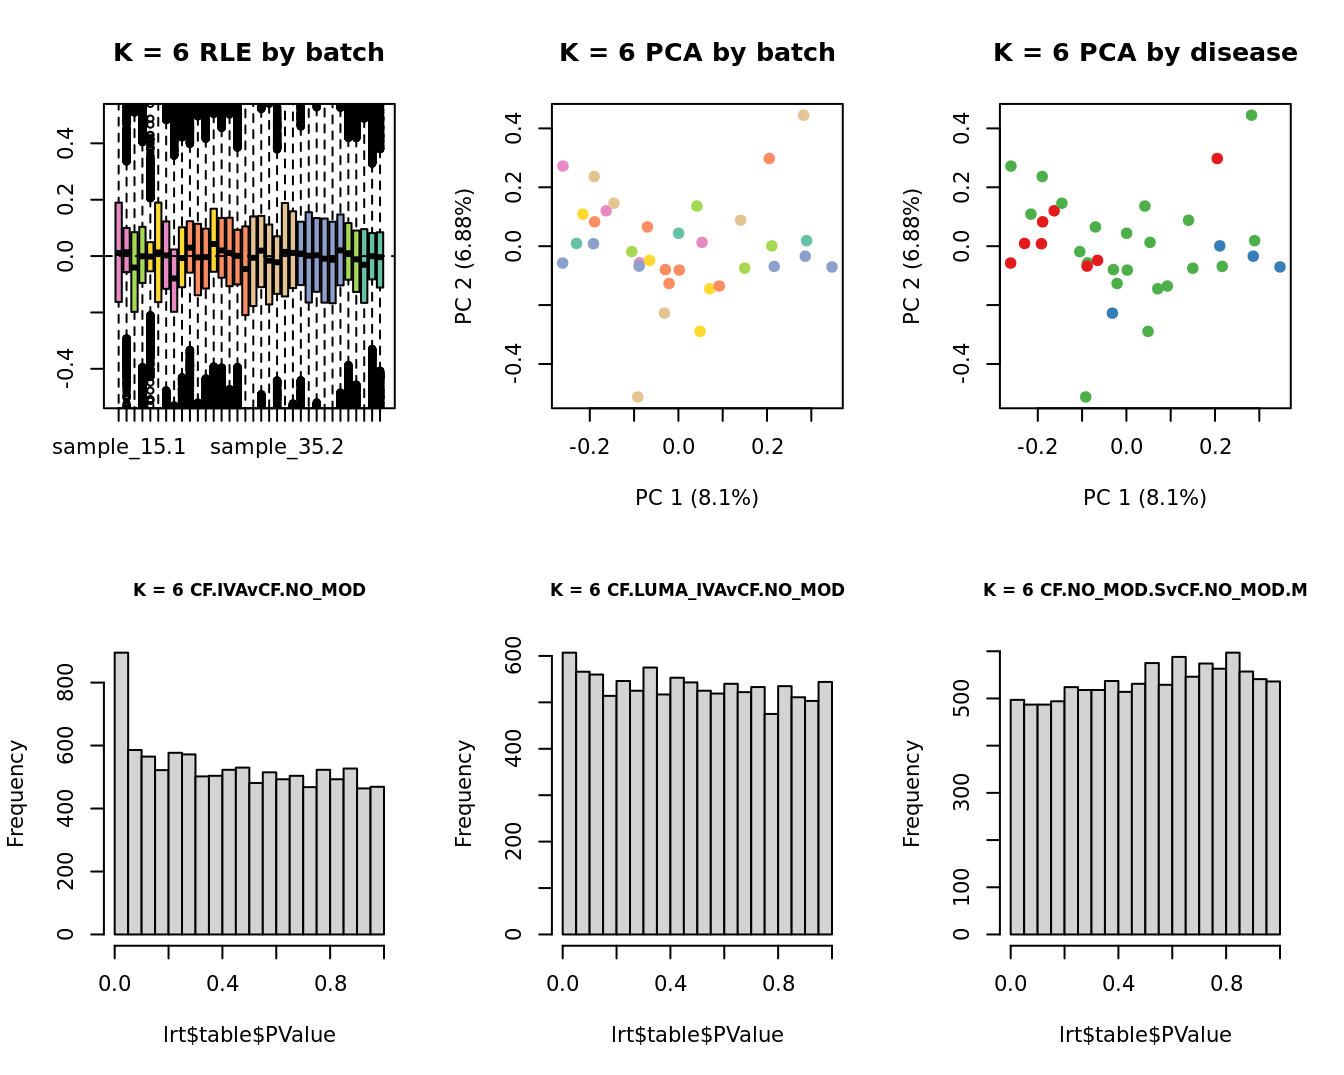 K = 6 RLE by batch
0.4
0.2
0.0
-0.4
sample_15.1 sample_35.2
K = 6 PCA by batch
PC 2 (6.88%)
0.4
0.2
0.0
-0.4
-0.2 0.0 0.2
PC 1 (8.1%)
K = 6 PCA by disease
PC 2 (6.88%)
0.4
0.2
0.0
-0.4
-0.2 0.0 0.2
PC 1 (8.1%)
K = 6 CF.IVAvCF.NO_MOD
Frequency
800
600
400
200
0
0.0 0.4 0.8
lrt$table$PValue
K = 6 CF.LUMA_IVAvCF.NO_MOD
Frequency
600
400
200
0
0.0 0.4 0.8
lrt$table$PValue
K = 6 CF.NO_MOD.SvCF.NO_MOD.M
Frequency
500
300
100
0
0.0 0.4 0.8
lrt$table$PValue